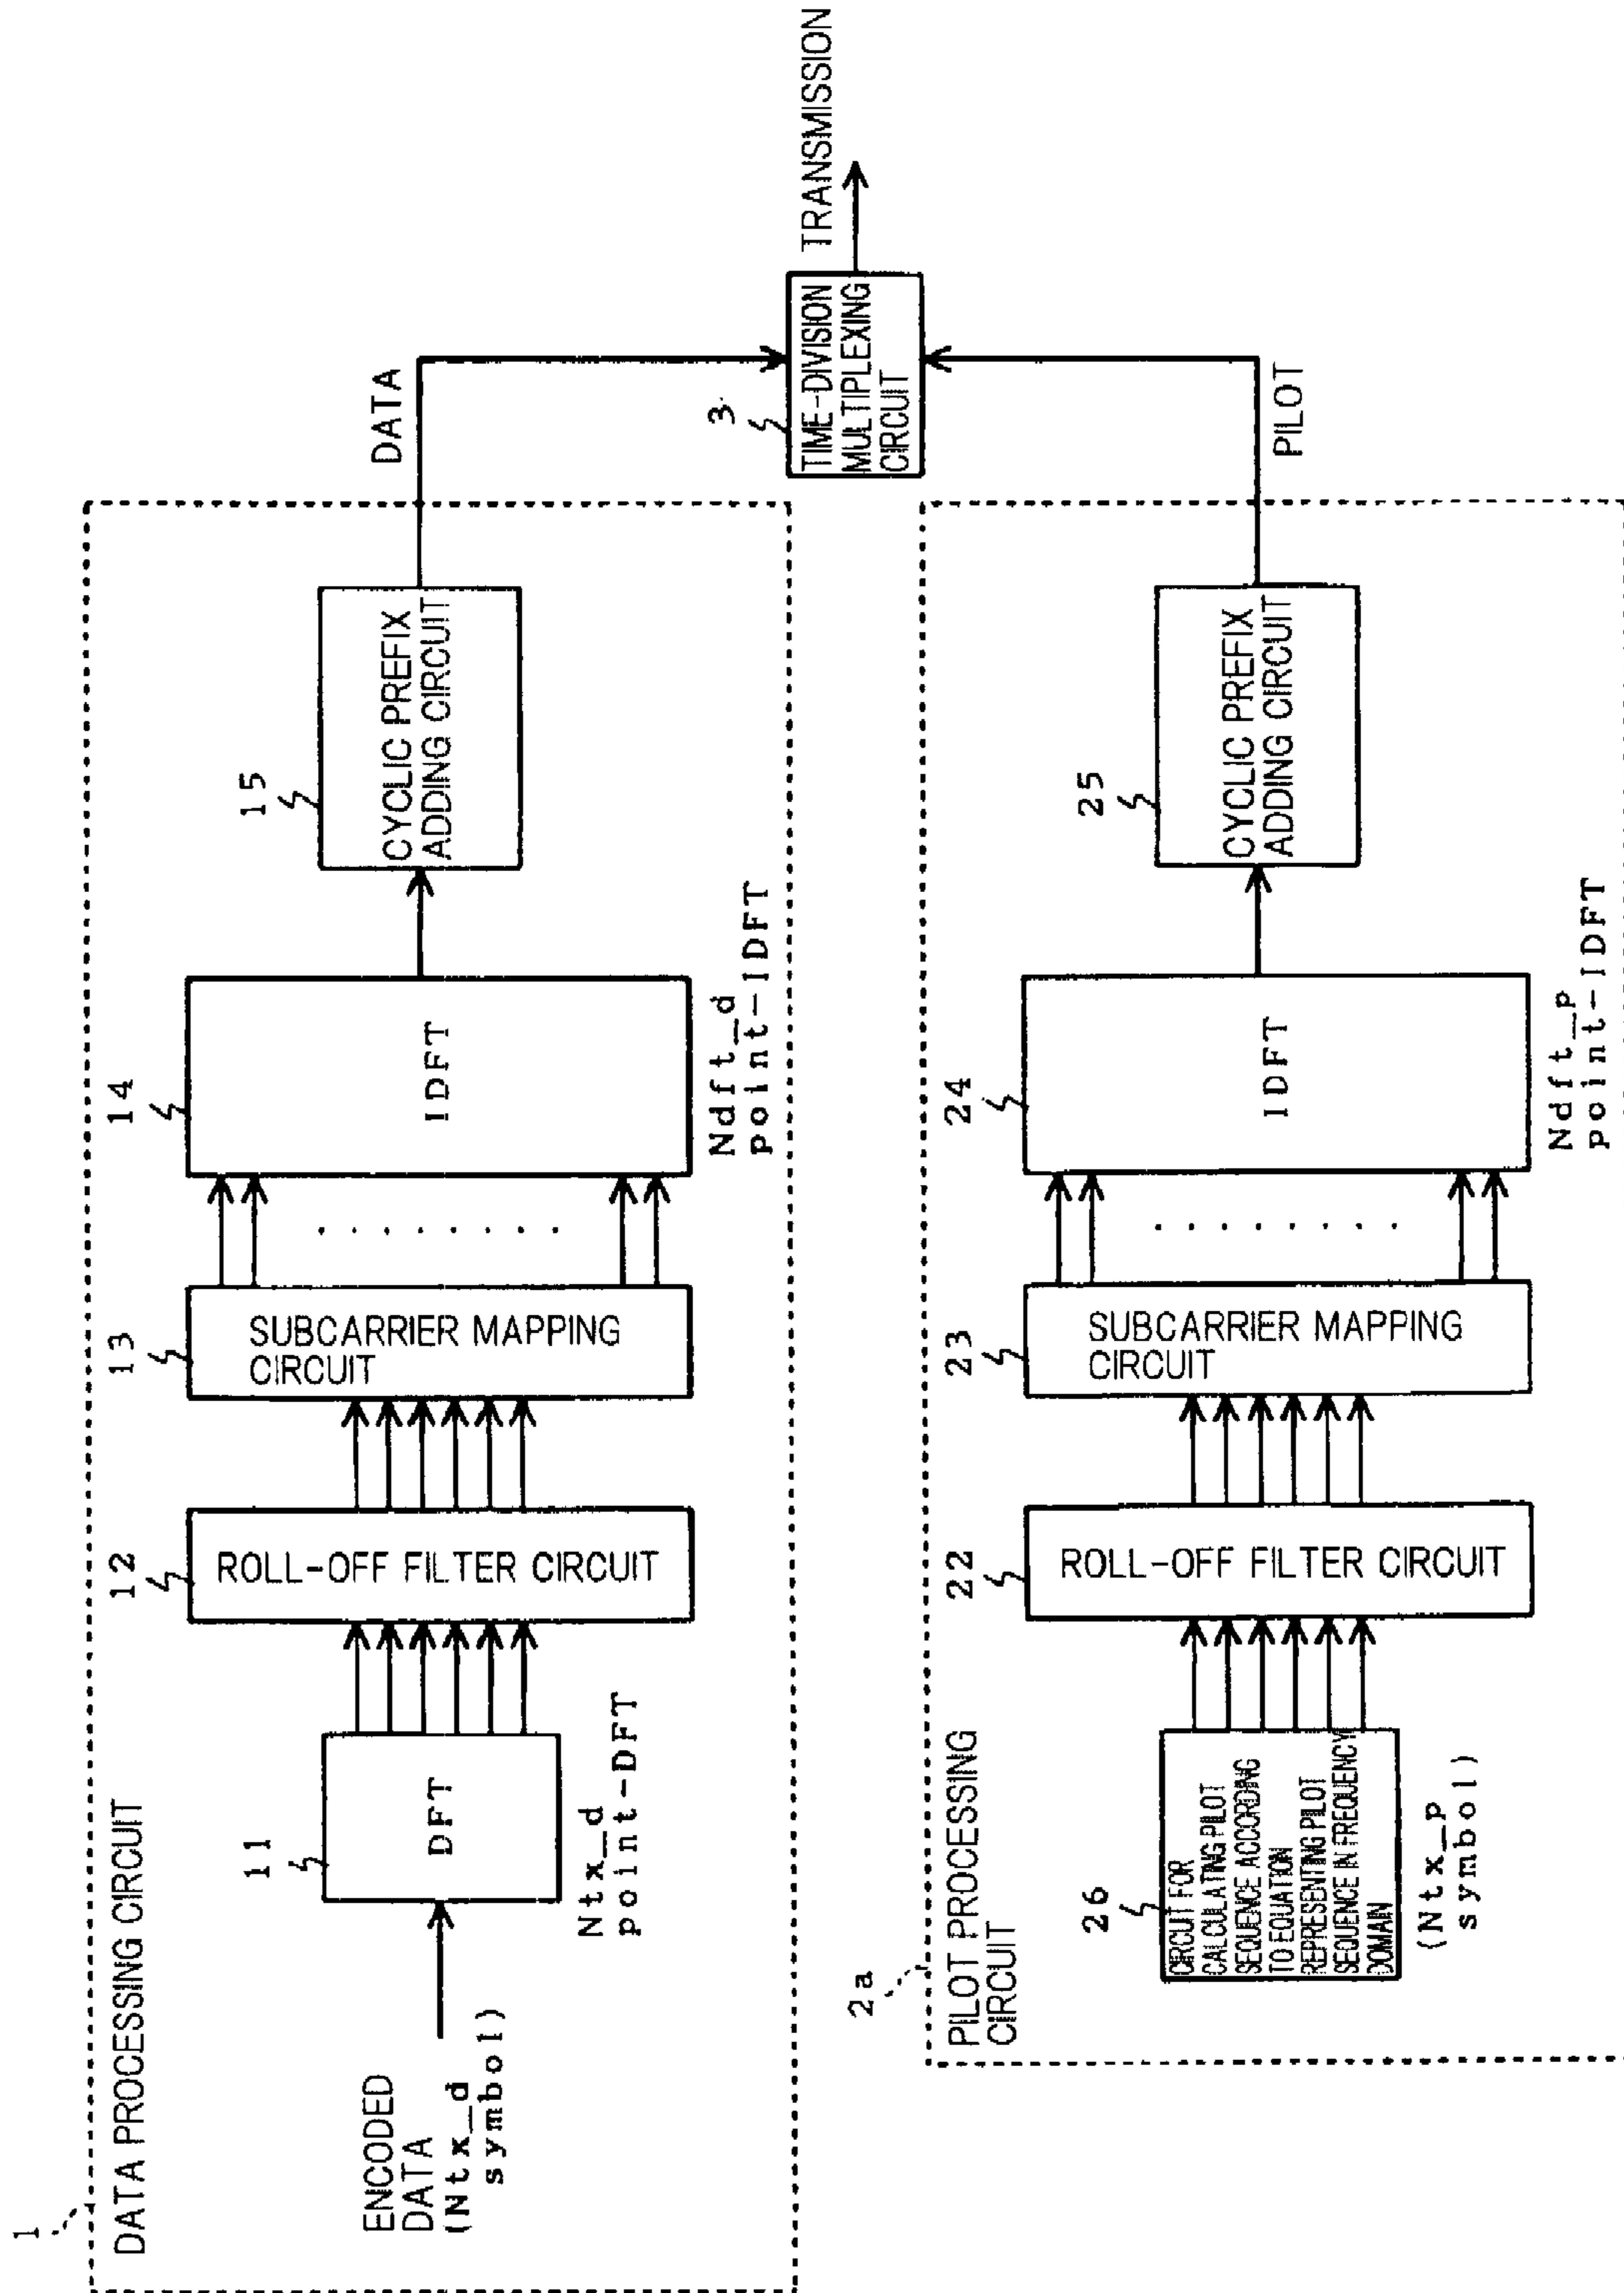 1
DATA PROCESSING CIRCUIT
ENCODED
DATA
(Ntx_d
symbol)
11
DFT
Ntx_d
point-DFT
12
ROLL-OFF FILTER CIRCUIT
13
SUBCARRIER MAPPING
CIRCUIT
14
IDFT
Ndft_d
point-IDFT
15
CYCLIC PREFIX
ADDING CIRCUIT
DATA
3
TIME-DIVISION
MULTIPLEXING
CIRCUIT
TRANSMISSION
2a
PILOT PROCESSING
CIRCUIT
26
CIRCUIT FOR
CALCULATING PILOT
SEQUENCE ACCORDING
TO EQUATION
REPRESENTING PILOT
SEQUENCE IN FREQUENCY
DOMAIN
(Ntx_p
symbol)
22
ROLL-OFF FILTER CIRCUIT
23
SUBCARRIER MAPPING
CIRCUIT
24
IDFT
Ndft_p
point-IDFT
25
CYCLIC PREFIX
ADDING CIRCUIT
PILOT